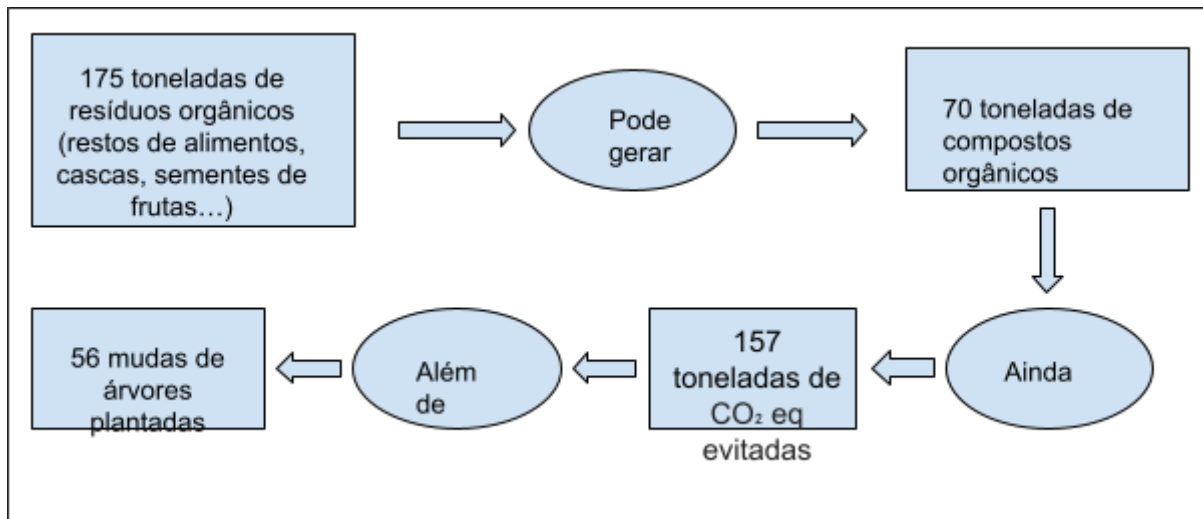 175 toneladas de
resíduos orgânicos
(restos de alimentos,
cascas, sementes de
frutas...)
Pode
gerar
70 toneladas de
compostos
orgânicos
Ainda
157
toneladas de
CO₂ eq
evitadas
Além
de
56 mudas de
árvores
plantadas